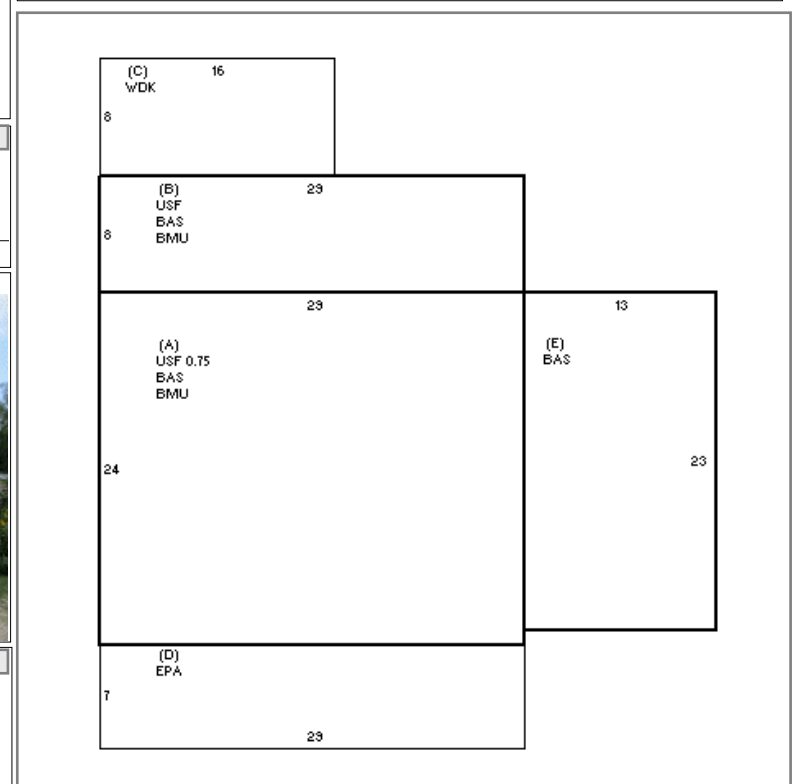 (C) 16
WDK
8
(B) 29
USF
BAS
8
BMU
29 13
(A) (E)
USF 0.75 BAS
BAS
BMU
23
24
(D)
EPA
7
29